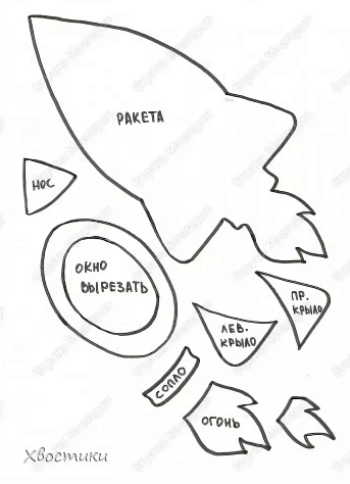 РАКЕТА
НОС
ОКНО
ВЫРЕЗАТЬ
ПР.
КРЫЛО
ЛЕВ.
КРЫЛО
СОПЛО
ОГОНЬ
Хвостики